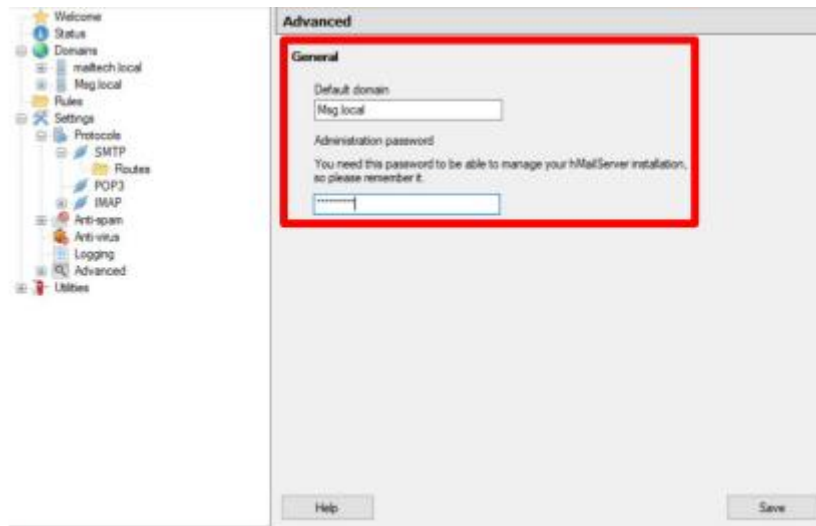 Welcome
Status
Domains
mailtech.local
Msg.local
Rules
Settings
Protocols
SMTP
Routes
POP3
IMAP
Anti-spam
Anti-virus
Logging
Advanced
Utilities
Advanced
General
Default domain
Msg.local
Administration password
You need this password to be able to manage your hMailServer installation,
so please remember it.
Help
Save